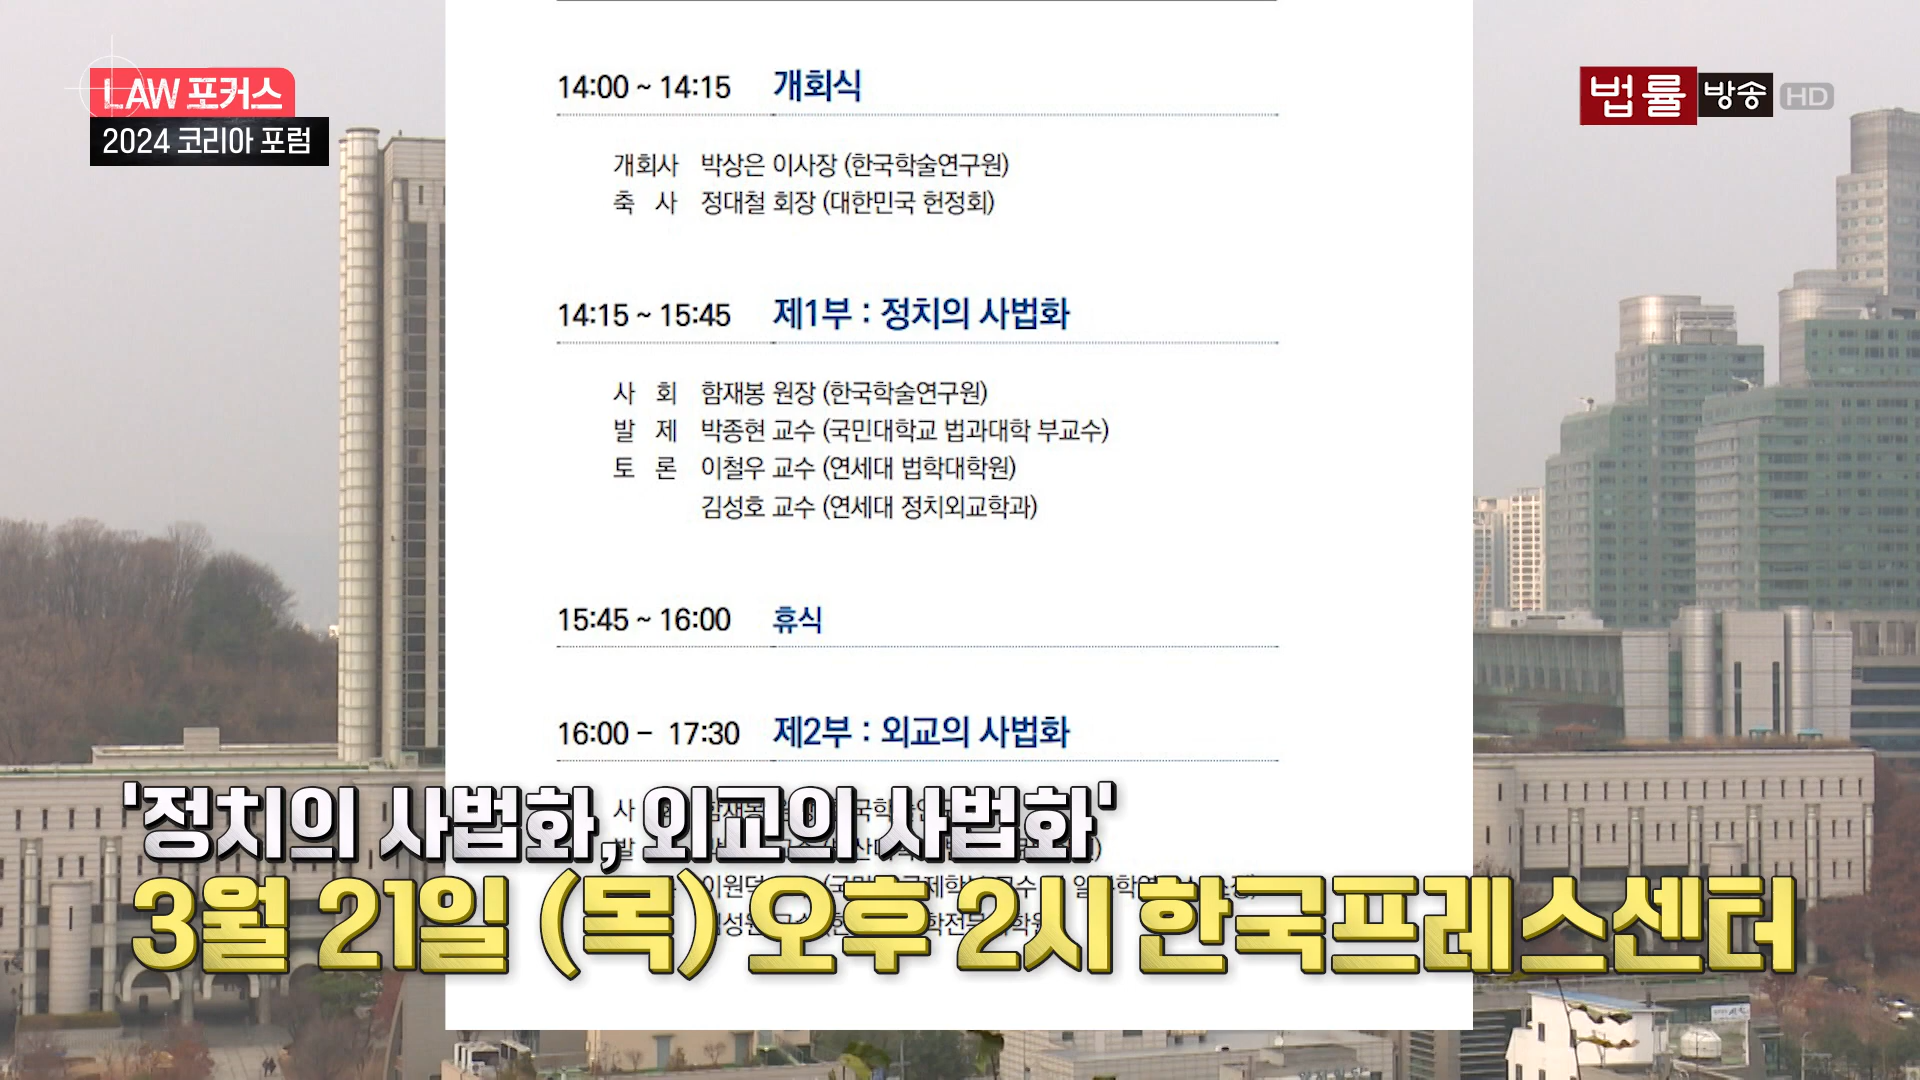 LAW 포커스
2024 코리아 포럼
법률방송 HD
14:00 ~ 14:15 개회식
개회사 박상은 이사장 (한국학술연구원)
축 사 정대철 회장 (대한민국 헌정회)
14:15 ~ 15:45 제1부 : 정치의 사법화
사 회 함재봉 원장 (한국학술연구원)
발 제 박종현 교수 (국민대학교 법과대학 부교수)
토 론 이철우 교수 (연세대 법학대학원)
김성호 교수 (연세대 정치외교학과)
15:45 ~ 16:00 휴식
16:00 – 17:30 제2부 : 외교의 사법화
'정치의 사법화, 외교의 사법화'
3월 21일 (목) 오후 2시 한국프레스센터